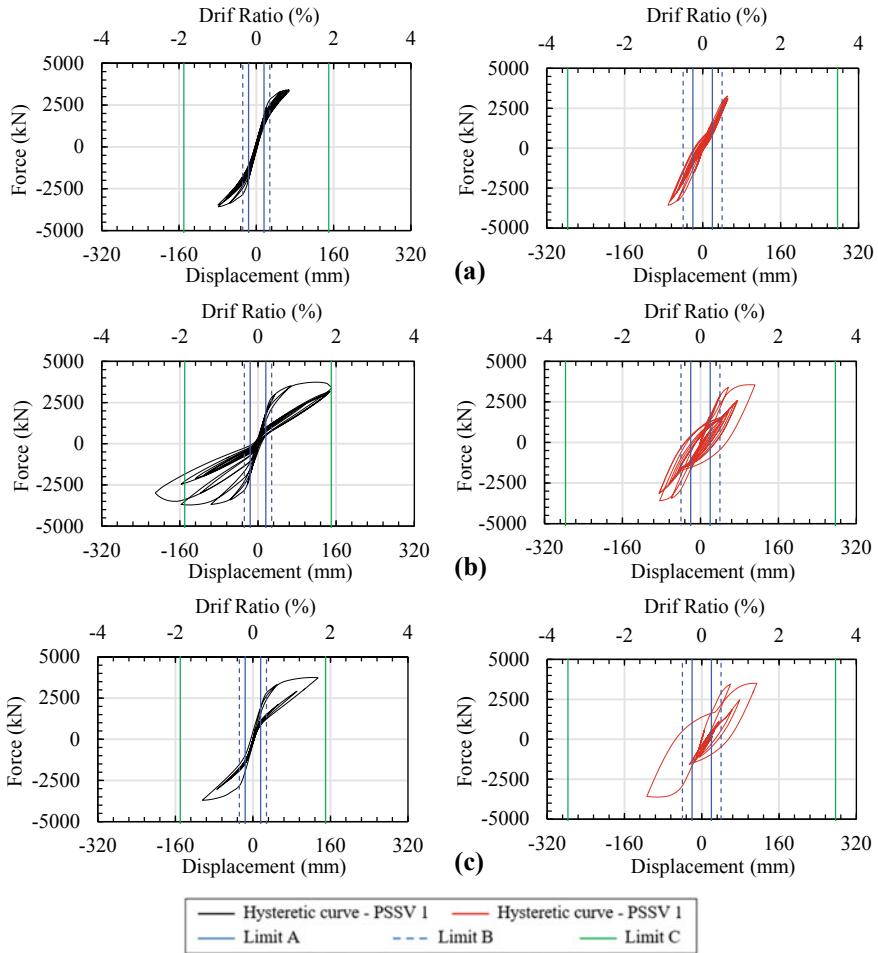 Drif Ratio (%)
-4 -2 0 2 4
5000
2500
0
-2500
-5000
Force (kN)
-320 -160 0 160 320
Displacement (mm)
Drif Ratio (%)
-4 -2 0 2 4
5000
2500
0
-2500
-5000
Force (kN)
-320 -160 0 160 320
Displacement (mm)
(a)
Drif Ratio (%)
-4 -2 0 2 4
5000
2500
0
-2500
-5000
Force (kN)
-320 -160 0 160 320
Displacement (mm)
Drif Ratio (%)
-4 -2 0 2 4
5000
2500
0
-2500
-5000
Force (kN)
-320 -160 0 160 320
Displacement (mm)
(b)
Drif Ratio (%)
-4 -2 0 2 4
5000
2500
0
-2500
-5000
Force (kN)
-320 -160 0 160 320
Displacement (mm)
Drif Ratio (%)
-4 -2 0 2 4
5000
2500
0
-2500
-5000
Force (kN)
-320 -160 0 160 320
Displacement (mm)
(c)
Hysteretic curve - PSSV 1 Hysteretic curve - PSSV 1
Limit A Limit B Limit C